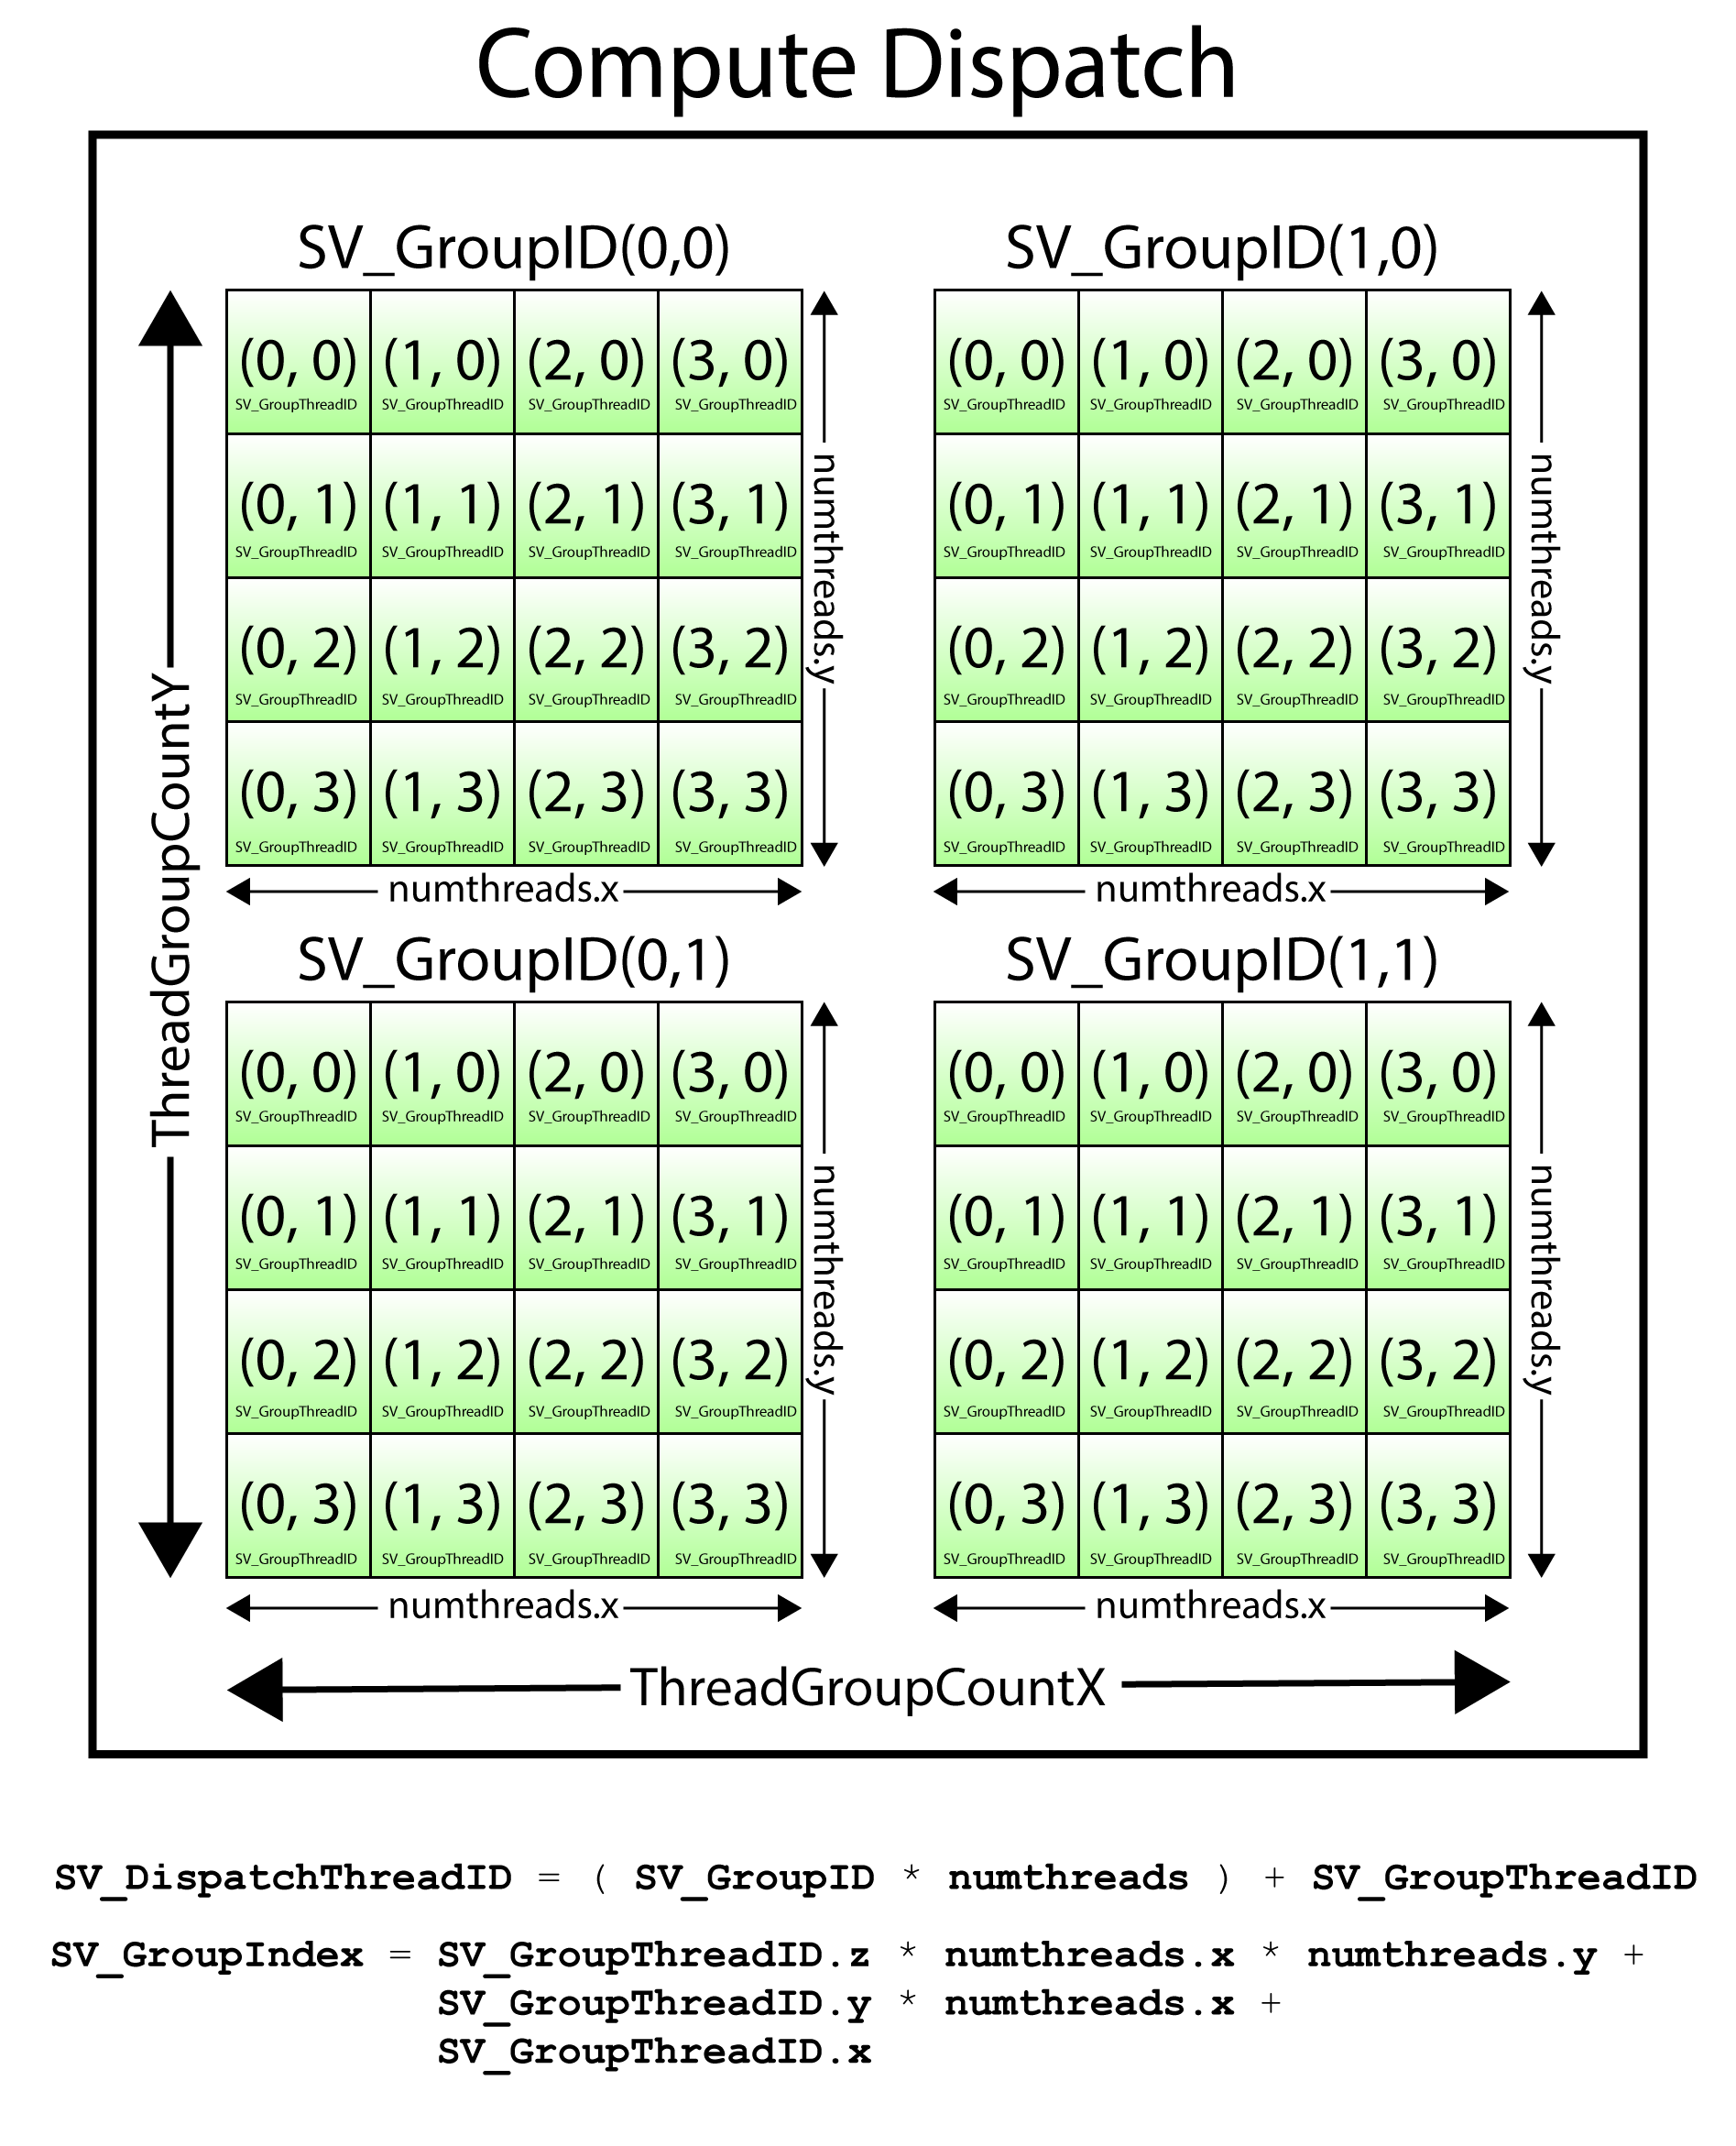 Compute Dispatch
SV_GroupID(0,0)
SV_GroupID(1,0)
(0, 0) (1, 0) (2, 0) (3, 0)
SV_GroupThreadID SV_GroupThreadID SV_GroupThreadID SV_GroupThreadID
(0, 1) (1, 1) (2, 1) (3, 1)
SV_GroupThreadID SV_GroupThreadID SV_GroupThreadID SV_GroupThreadID
(0, 2) (1, 2) (2, 2) (3, 2)
SV_GroupThreadID SV_GroupThreadID SV_GroupThreadID SV_GroupThreadID
(0, 3) (1, 3) (2, 3) (3, 3)
SV_GroupThreadID SV_GroupThreadID SV_GroupThreadID SV_GroupThreadID
numthreads.y
numthreads.x
(0, 0) (1, 0) (2, 0) (3, 0)
SV_GroupThreadID SV_GroupThreadID SV_GroupThreadID SV_GroupThreadID
(0, 1) (1, 1) (2, 1) (3, 1)
SV_GroupThreadID SV_GroupThreadID SV_GroupThreadID SV_GroupThreadID
(0, 2) (1, 2) (2, 2) (3, 2)
SV_GroupThreadID SV_GroupThreadID SV_GroupThreadID SV_GroupThreadID
(0, 3) (1, 3) (2, 3) (3, 3)
SV_GroupThreadID SV_GroupThreadID SV_GroupThreadID SV_GroupThreadID
numthreads.y
numthreads.x
ThreadGroupCountY
SV_GroupID(0,1)
SV_GroupID(1,1)
(0, 0) (1, 0) (2, 0) (3, 0)
SV_GroupThreadID SV_GroupThreadID SV_GroupThreadID SV_GroupThreadID
(0, 1) (1, 1) (2, 1) (3, 1)
SV_GroupThreadID SV_GroupThreadID SV_GroupThreadID SV_GroupThreadID
(0, 2) (1, 2) (2, 2) (3, 2)
SV_GroupThreadID SV_GroupThreadID SV_GroupThreadID SV_GroupThreadID
(0, 3) (1, 3) (2, 3) (3, 3)
SV_GroupThreadID SV_GroupThreadID SV_GroupThreadID SV_GroupThreadID
numthreads.y
numthreads.x
(0, 0) (1, 0) (2, 0) (3, 0)
SV_GroupThreadID SV_GroupThreadID SV_GroupThreadID SV_GroupThreadID
(0, 1) (1, 1) (2, 1) (3, 1)
SV_GroupThreadID SV_GroupThreadID SV_GroupThreadID SV_GroupThreadID
(0, 2) (1, 2) (2, 2) (3, 2)
SV_GroupThreadID SV_GroupThreadID SV_GroupThreadID SV_GroupThreadID
(0, 3) (1, 3) (2, 3) (3, 3)
SV_GroupThreadID SV_GroupThreadID SV_GroupThreadID SV_GroupThreadID
numthreads.y
numthreads.x
ThreadGroupCountX
SV_DispatchThreadID = ( SV_GroupID * numthreads ) + SV_GroupThreadID
SV_GroupIndex = SV_GroupThreadID.z * numthreads.x * numthreads.y +
SV_GroupThreadID.y * numthreads.x +
SV_GroupThreadID.x